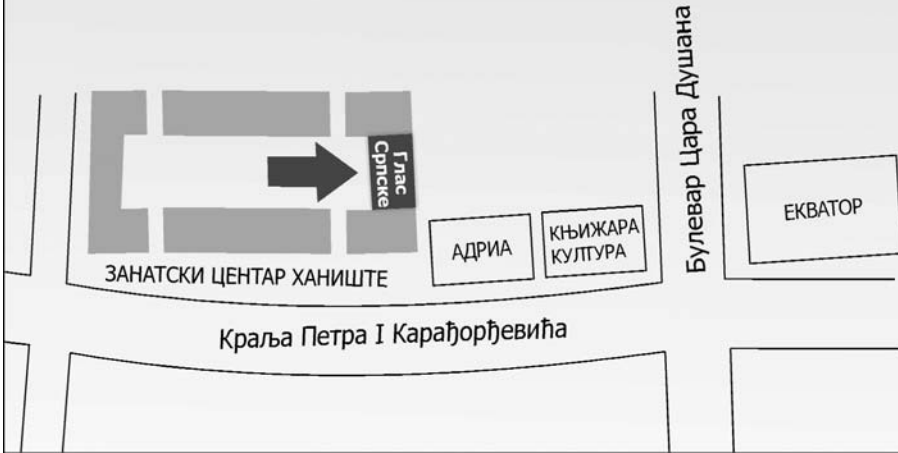 Булевар Цара Душана
Глас
Српске
ЕКВАТОР
КЊИЖАРА
КУЛТУРА
АДРИА
ЗАНАТСКИ ЦЕНТАР ХАНИШТЕ
Краља Петра I Карађорђевића